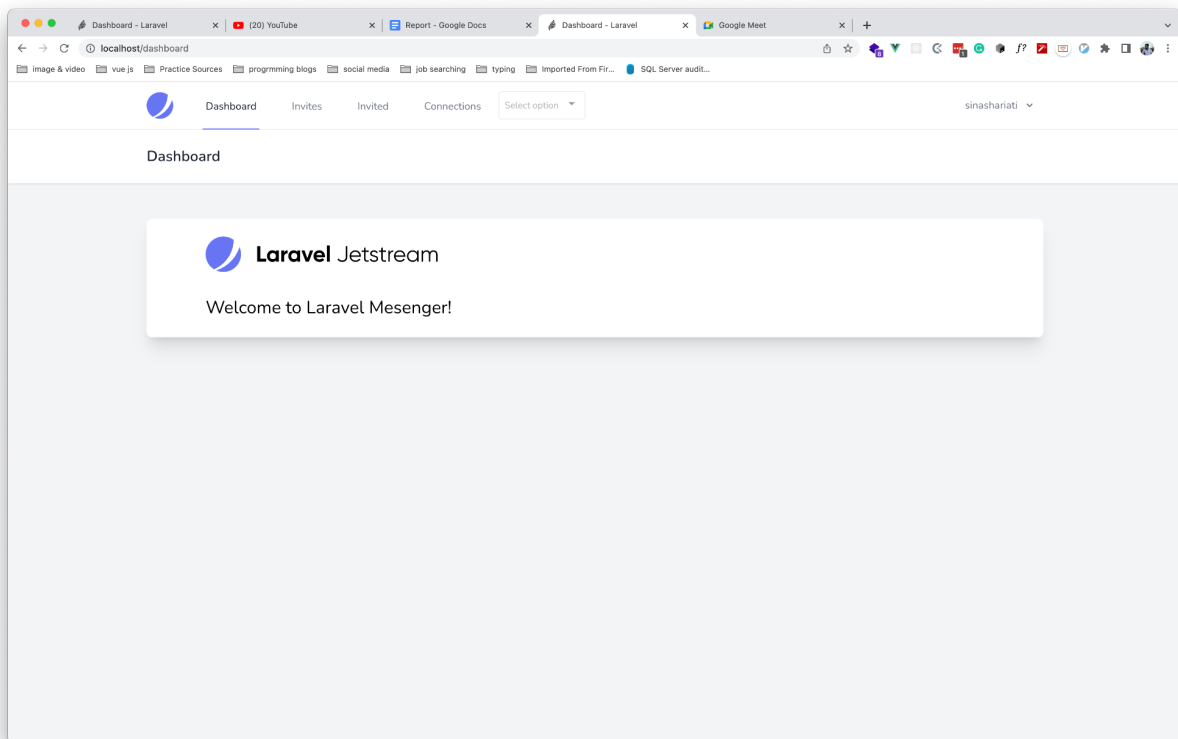 Dashboard - Laravel
(20) YouTube
Report - Google Docs
Dashboard - Laravel
Google Meet
localhost/dashboard
f?
image & video
vue js
Practice Sources
progrmming blogs
social media
job searching
typing
Imported From Fir...
SQL Server audit...
Dashboard
Invites
Invited
Connections
Select option
sinashariati
Dashboard
Laravel Jetstream
Welcome to Laravel Mesenger!